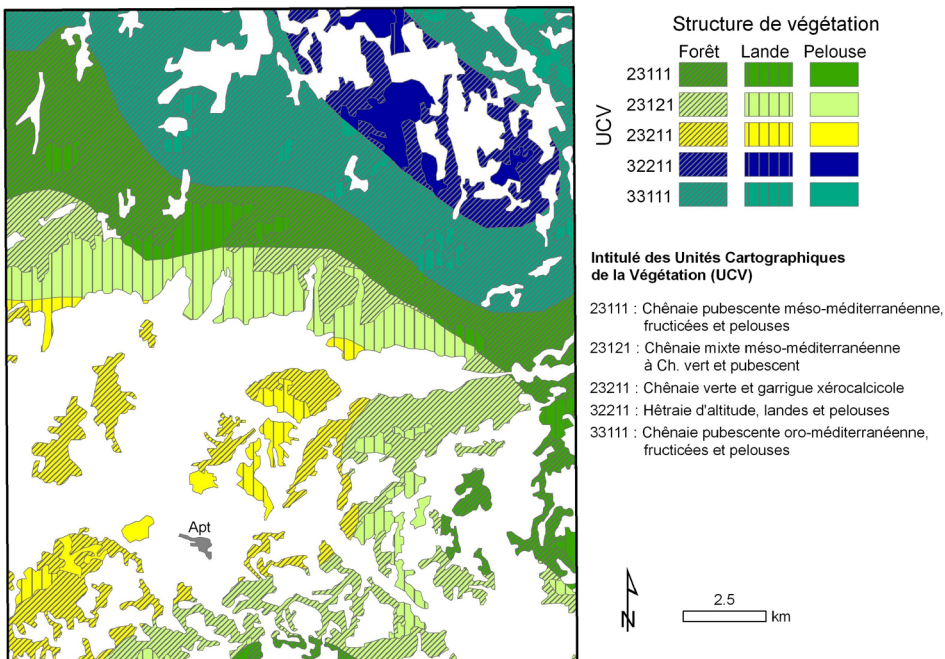 Structure de végétation
Forêt Lande Pelouse
UCV
23111
23121
23211
32211
33111
Intitulé des Unités Cartographiques
de la Végétation (UCV)
23111 : Chênaie pubescente méso-méditerranéenne,
fructicées et pelouses
23121 : Chênaie mixte méso-méditerranéenne
à Ch. vert et pubescent
23211 : Chênaie verte et garrigue xérocalcicole
32211 : Hêtraie d'altitude, landes et pelouses
33111 : Chênaie pubescente oro-méditerranéenne,
fructicées et pelouses
Apt
N
2.5
km